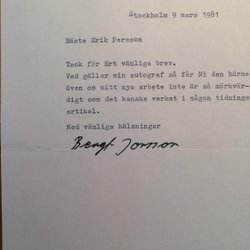 Stockholm 9 mars 1981
Bäste Erik Persson
Tack för Ert vänliga brev.
Vad gäller min autograf så får Ni den härme
Även om mitt nya arbete inte är så märkvär-
digt som det kanske verkat i någon tidnings
artikel.
Med vänliga hälsningar
Bengt Jonson